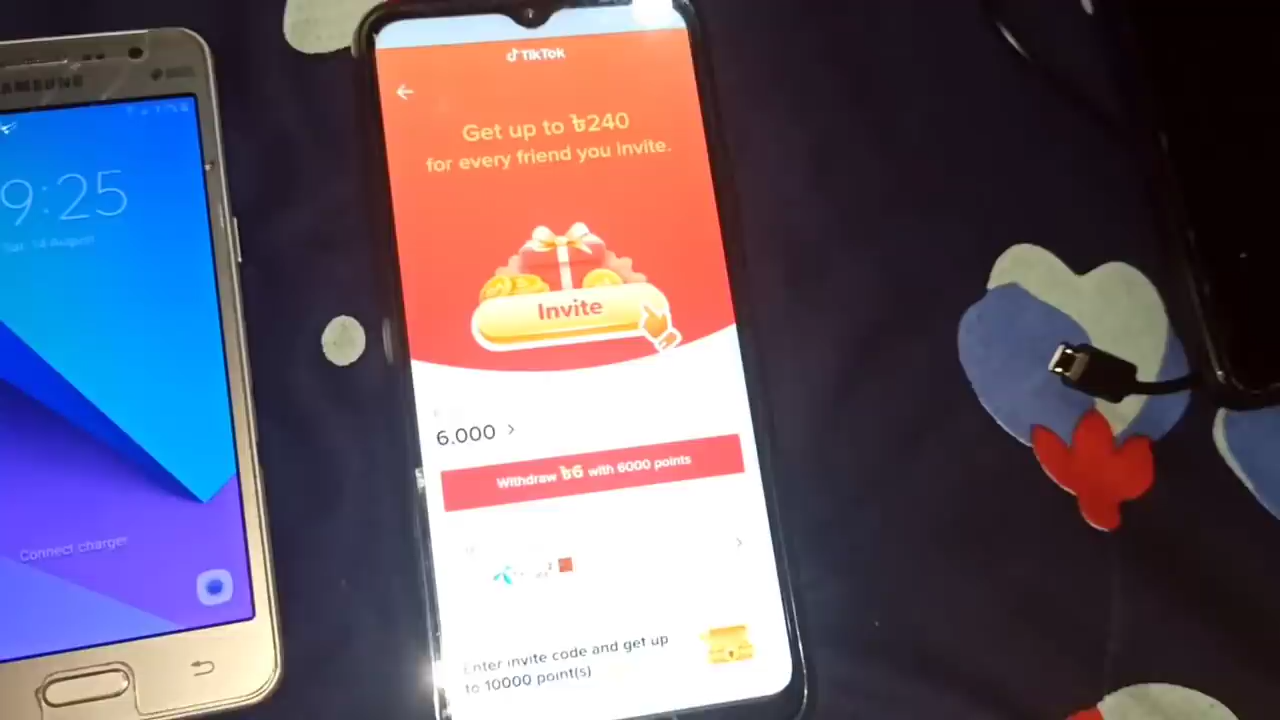 SAMSUNG
9:25
Connect charger
TikTok
Get up to ৳240
for every friend you invite.
Invite
6.000 >
Withdraw ৳6 with 6000 points
Enter invite code and get up
to 10000 point(s)